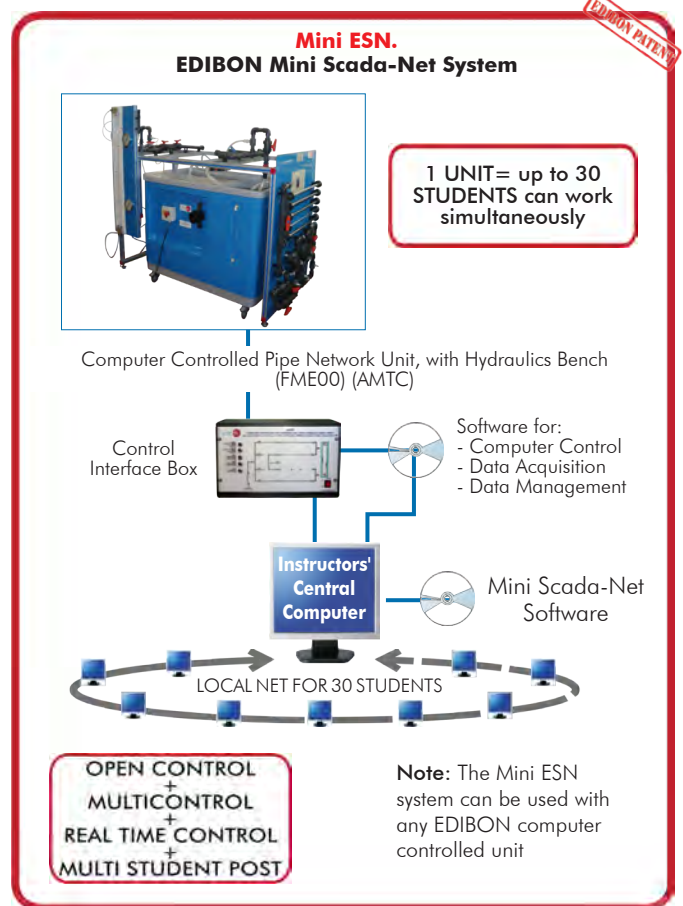 EDIBON PATENT
Mini ESN.
EDIBON Mini Scada-Net System
1 UNIT= up to 30
STUDENTS can work
simultaneously
Computer Controlled Pipe Network Unit, with Hydraulics Bench
(FME00) (AMTC)
Control
Interface Box
Software for:
- Computer Control
- Data Acquisition
- Data Management
Instructors'
Central
Computer
Mini Scada-Net
Software
LOCAL NET FOR 30 STUDENTS
OPEN CONTROL
+
MULTICONTROL
+
REAL TIME CONTROL
+
MULTI STUDENT POST
Note: The Mini ESN
system can be used with
any EDIBON computer
controlled unit